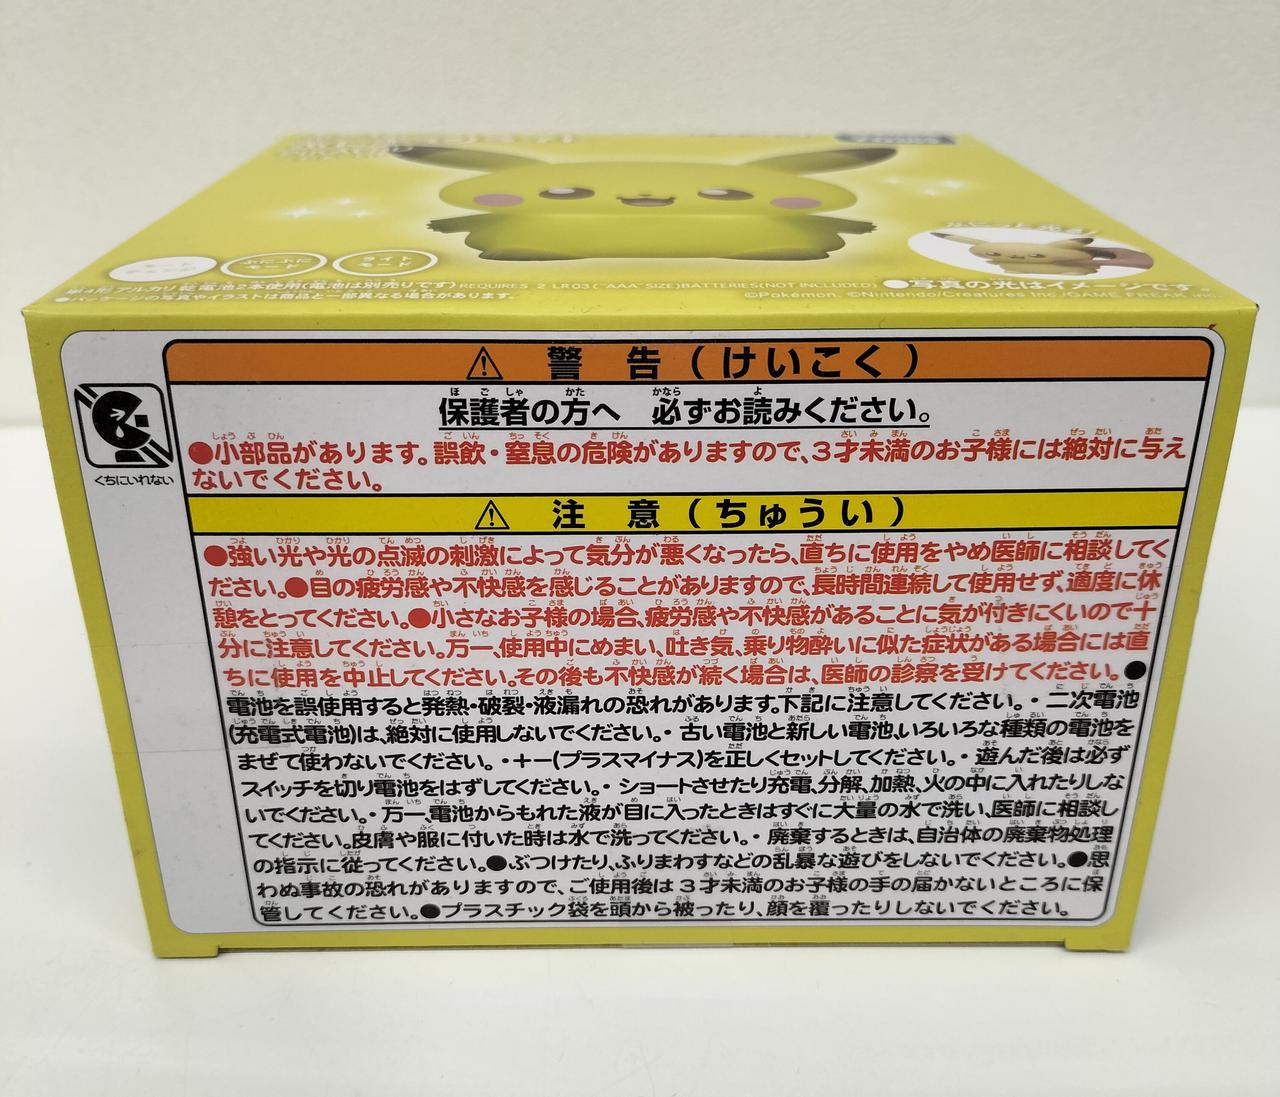 ぷにぷに
モード
ライト
モード
単4形アルカリ乾電池2本使用(電池は別売りです)REQUIRES 2 LR03 ("AAA" SIZE)BATTERIES(NOT INCLUDED) ●写真の光はイメージです。
●パッケージの写真やイラストは商品と一部異なる場合があります。
©Pokémon. ©Nintendo/Creatures Inc./GAME FREAK inc.
⚠ 警 告(けいこく)
保護者の方へ 必ずお読みください。
●小部品があります。誤飲・窒息の危険がありますので、3才未満のお子様には絶対に与え
ないでください。
くちにいれない
⚠ 注 意(ちゅうい)
●強い光や光の点滅の刺激によって気分が悪くなったら、直ちに使用をやめ医師に相談してく
ださい。●目の疲労感や不快感を感じることがありますので、長時間連続して使用せず、適度に休
憩をとってください。●小さなお子様の場合、疲労感や不快感があることに気が付きにくいので十
分に注意してください。万一、使用中にめまい、吐き気、乗り物酔いに似た症状がある場合には直
ちに使用を中止してください。その後も不快感が続く場合は、医師の診察を受けてください。●
電池を誤使用すると発熱・破裂・液漏れの恐れがあります。下記に注意してください。・二次電池
(充電式電池)は、絶対に使用しないでください。・古い電池と新しい電池、いろいろな種類の電池を
まぜて使わないでください。・+−(プラスマイナス)を正しくセットしてください。・遊んだ後は必ず
スイッチを切り電池をはずしてください。・ショートさせたり充電、分解、加熱、火の中に入れたりしな
いでください。・万一、電池からもれた液が目に入ったときはすぐに大量の水で洗い、医師に相談し
てください。皮膚や服に付いた時は水で洗ってください。・廃棄するときは、自治体の廃棄物処理
の指示に従ってください。●ぶつけたり、ふりまわすなどの乱暴な遊びをしないでください。●思
わぬ事故の恐れがありますので、ご使用後は3才未満のお子様の手の届かないところに保
管してください。●プラスチック袋を頭から被ったり、顔を覆ったりしないでください。